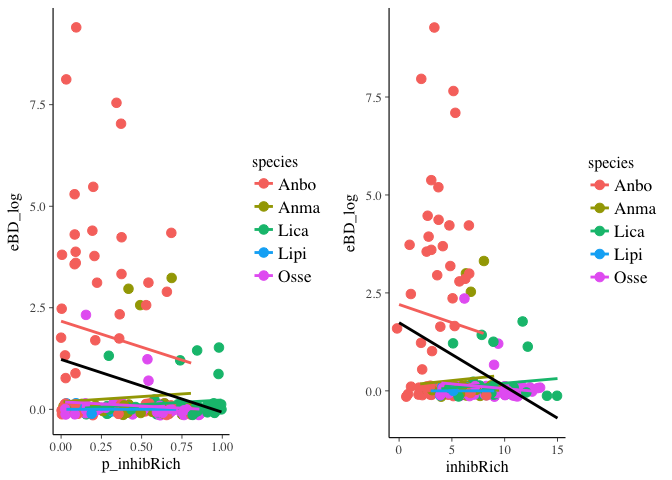 eBD_log
7.5
5.0
2.5
0.0
0.00 0.25 0.50 0.75 1.00
p_inhibRich
species
Anbo
Anma
Lica
Lipi
Osse
eBD_log
7.5
5.0
2.5
0.0
0 5 10 15
inhibRich
species
Anbo
Anma
Lica
Lipi
Osse